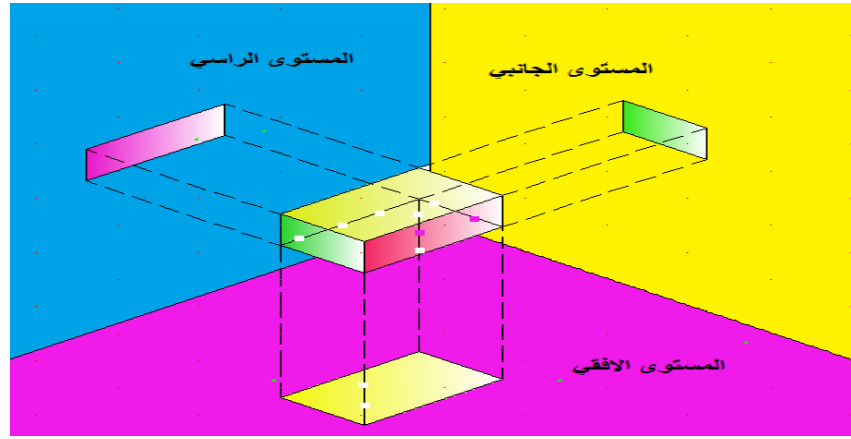 المستوى الراسي
المستوى الجانبي
المستوى الافقي